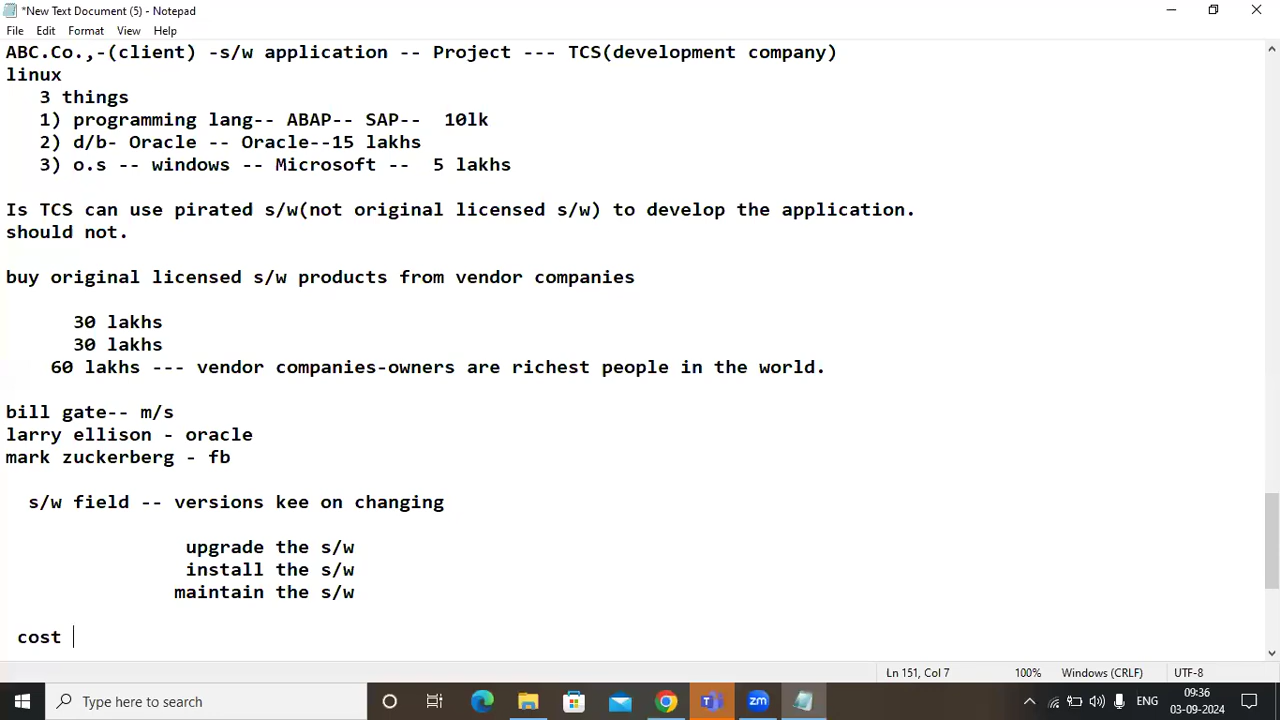 *New Text Document (5) - Notepad
File Edit Format View Help
ABC.Co.,-(client) -s/w application -- Project --- TCS(development company)
linux
3 things
1) programming lang-- ABAP-- SAP-- 10lk
2) d/b- Oracle -- Oracle--15 lakhs
3) o.s -- windows -- Microsoft -- 5 lakhs
Is TCS can use pirated s/w(not original licensed s/w) to develop the application.
should not.
buy original licensed s/w products from vendor companies
30 lakhs
30 lakhs
60 lakhs --- vendor companies-owners are richest people in the world.
bill gate-- m/s
larry ellison - oracle
mark zuckerberg - fb
s/w field -- versions kee on changing
upgrade the s/w
install the s/w
maintain the s/w
cost
Ln 151, Col 7 100% Windows (CRLF) UTF-8
Type here to search
ENG
09:36
03-09-2024